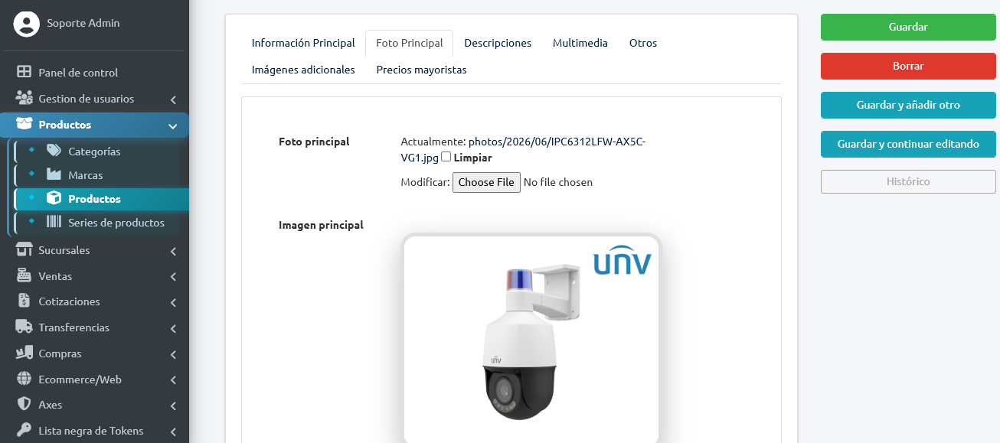 Soporte Admin
Panel de control
Gestion de usuarios
Productos
Categorías
Marcas
Productos
Series de productos
Sucursales
Ventas
Cotizaciones
Transferencias
Compras
Ecommerce/Web
Axes
Lista negra de Tokens
Información Principal
Foto Principal
Descripciones
Multimedia
Otros
Imágenes adicionales
Precios mayoristas
Foto principal
Actualmente: photos/2026/06/IPC6312LFW-AX5C-
VG1.jpg Limpiar
Modificar: Choose File No file chosen
Imagen principal
unv
unv
Guardar
Borrar
Guardar y añadir otro
Guardar y continuar editando
Histórico